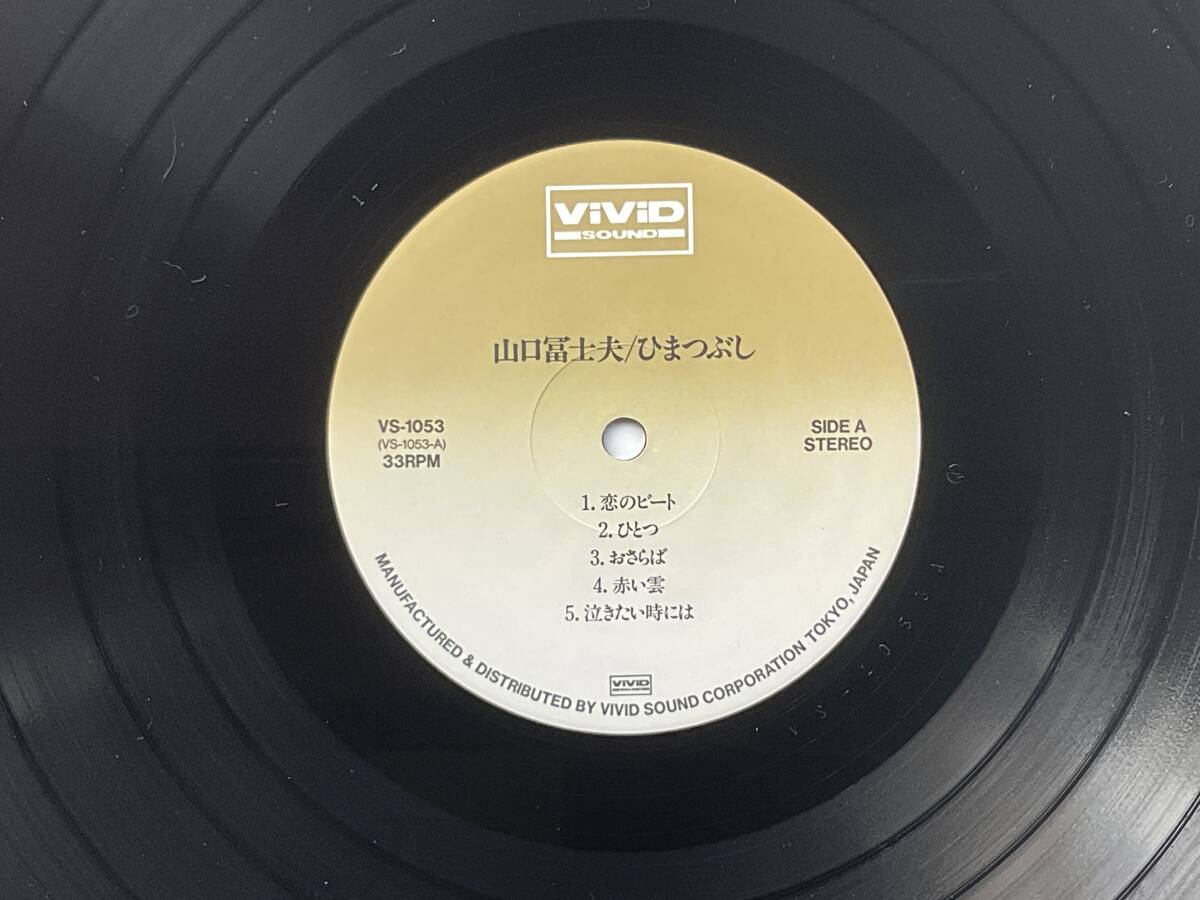 ViViD
SOUND
山口冨士夫/ひまつぶし
VS-1053
(VS-1053-A)
33RPM
SIDE A
STEREO
1. 恋のビート
2. ひとつ
3. おさらば
4. 赤い雲
5. 泣きたい時には
ViViD
MANUFACTURED & DISTRIBUTED BY VIVID SOUND CORPORATION TOKYO, JAPAN